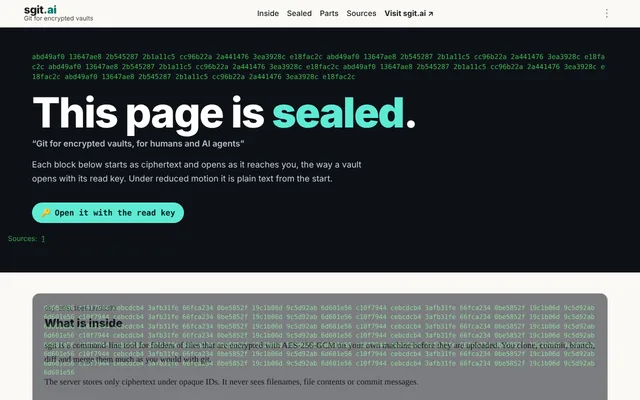 sgit.ai
Git for encrypted vaults
Inside Sealed Parts Sources Visit sgit.ai ↗
abd49af0 13647ae8 2b545287 2b1a11c5 cc96b22a 2a441476 3ea3928c e18fac2c abd49af0 13647ae8 2b545287 2b1a11c5 cc96b22a 2a441476 3ea3928c e18fa
c2c abd49af0 13647ae8 2b545287 2b1a11c5 cc96b22a 2a441476 3ea3928c e18fac2c abd49af0 13647ae8 2b545287 2b1a11c5 cc96b22a 2a441476 3ea3928c e
18fac2c abd49af0 13647ae8 2b545287 2b1a11c5 cc96b22a 2a441476 3ea3928c e18fac2c
This page is sealed.
“Git for encrypted vaults, for humans and AI agents”
Each block below starts as ciphertext and opens as it reaches you, the way a vault
opens with its read key. Under reduced motion it is plain text from the start.
🔑 Open it with the read key
Sources: 1
What is inside
sgit is a command-line tool for folders of files that are encrypted with AES-256-GCM on your own machine before they are uploaded. You clone, commit, branch,
diff and merge them much as you would with git.
The server stores only ciphertext under opaque IDs. It never sees filenames, file contents or commit messages.